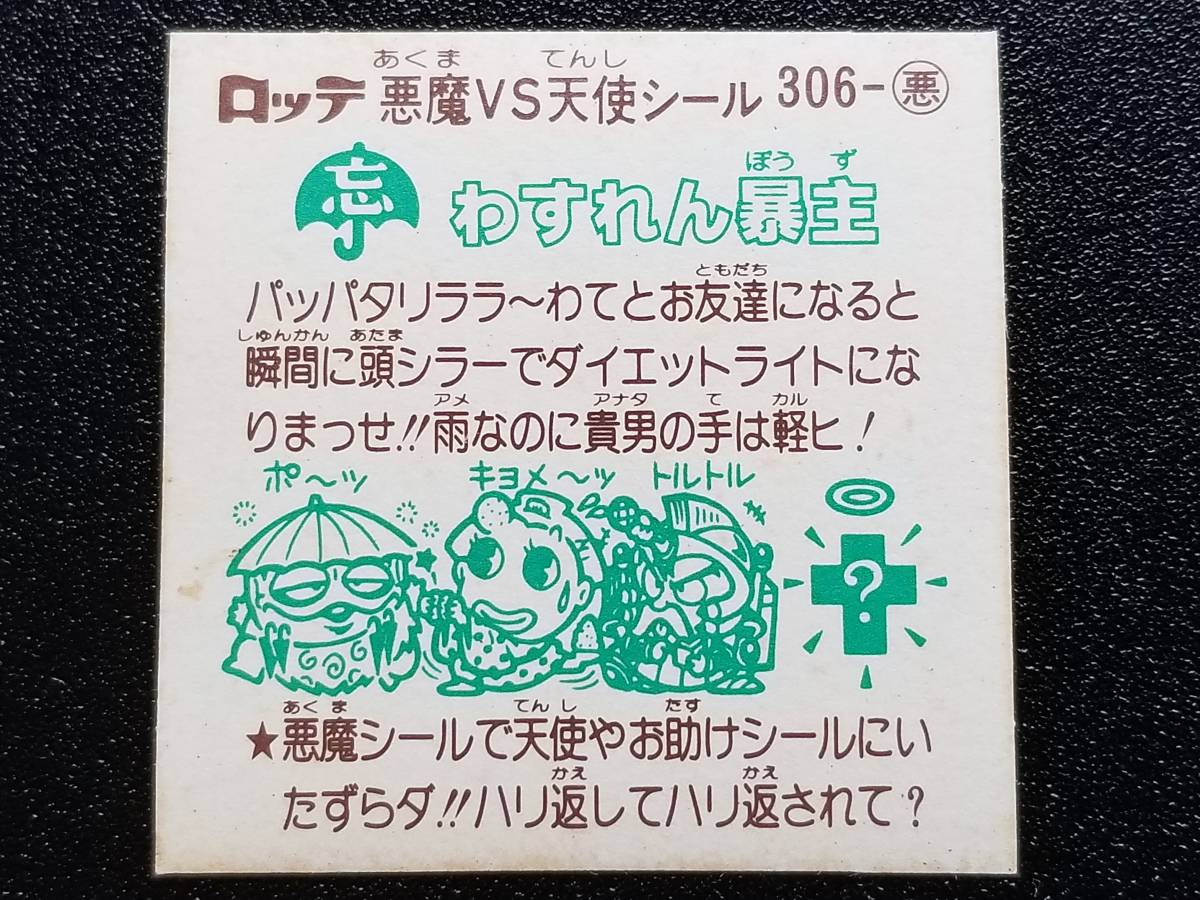 あくま てんし
ロッテ 悪魔VS天使シール 306-悪
ぼう ず
忘 わすれん暴主
ともだち
パッパタリララ〜わてとお友達になると
しゅんかん あたま
瞬間に頭シラーでダイエットライトにな
アメ アナタ て カル
りまっせ!!雨なのに貴男の手は軽ヒ!
ポ〜ッ キヨメ〜ッ トルトル
?
あくま てんし たす
★悪魔シールで天使やお助けシールにい
かえ かえ
たずらダ!!ハリ返してハリ返されて?